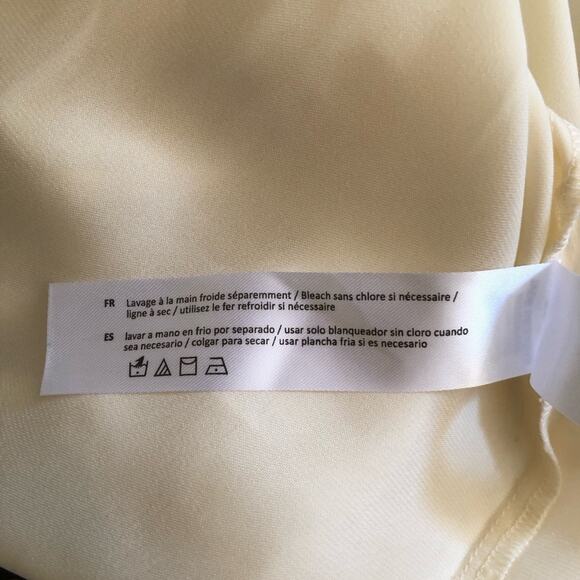 FR Lavage à la main froide séparemment / Bleach sans chlore si nécessaire /
ligne à sec / utilisez le fer refroidir si nécessaire
ES lavar a mano en frio por separado / usar solo blanqueador sin cloro cuando
sea necesario / colgar para secar / usar plancha fria si es necesario